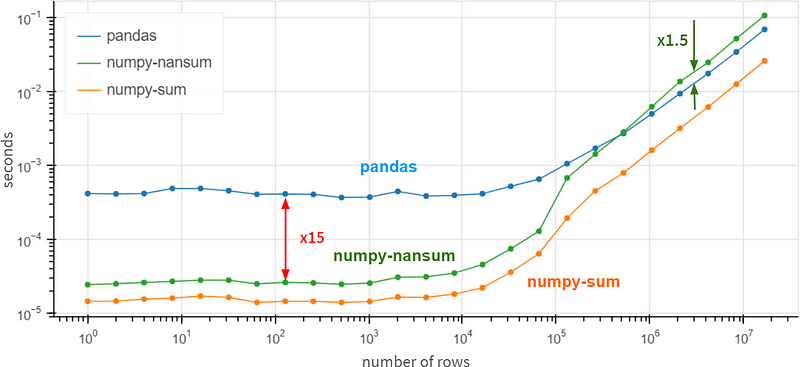 10⁻¹
pandas
numpy-nansum
numpy-sum
x1.5
10⁻²
seconds
10⁻³
pandas
x15
numpy-nansum
10⁻⁴
numpy-sum
10⁻⁵
10⁰ 10¹ 10² 10³ 10⁴ 10⁵ 10⁶ 10⁷
number of rows